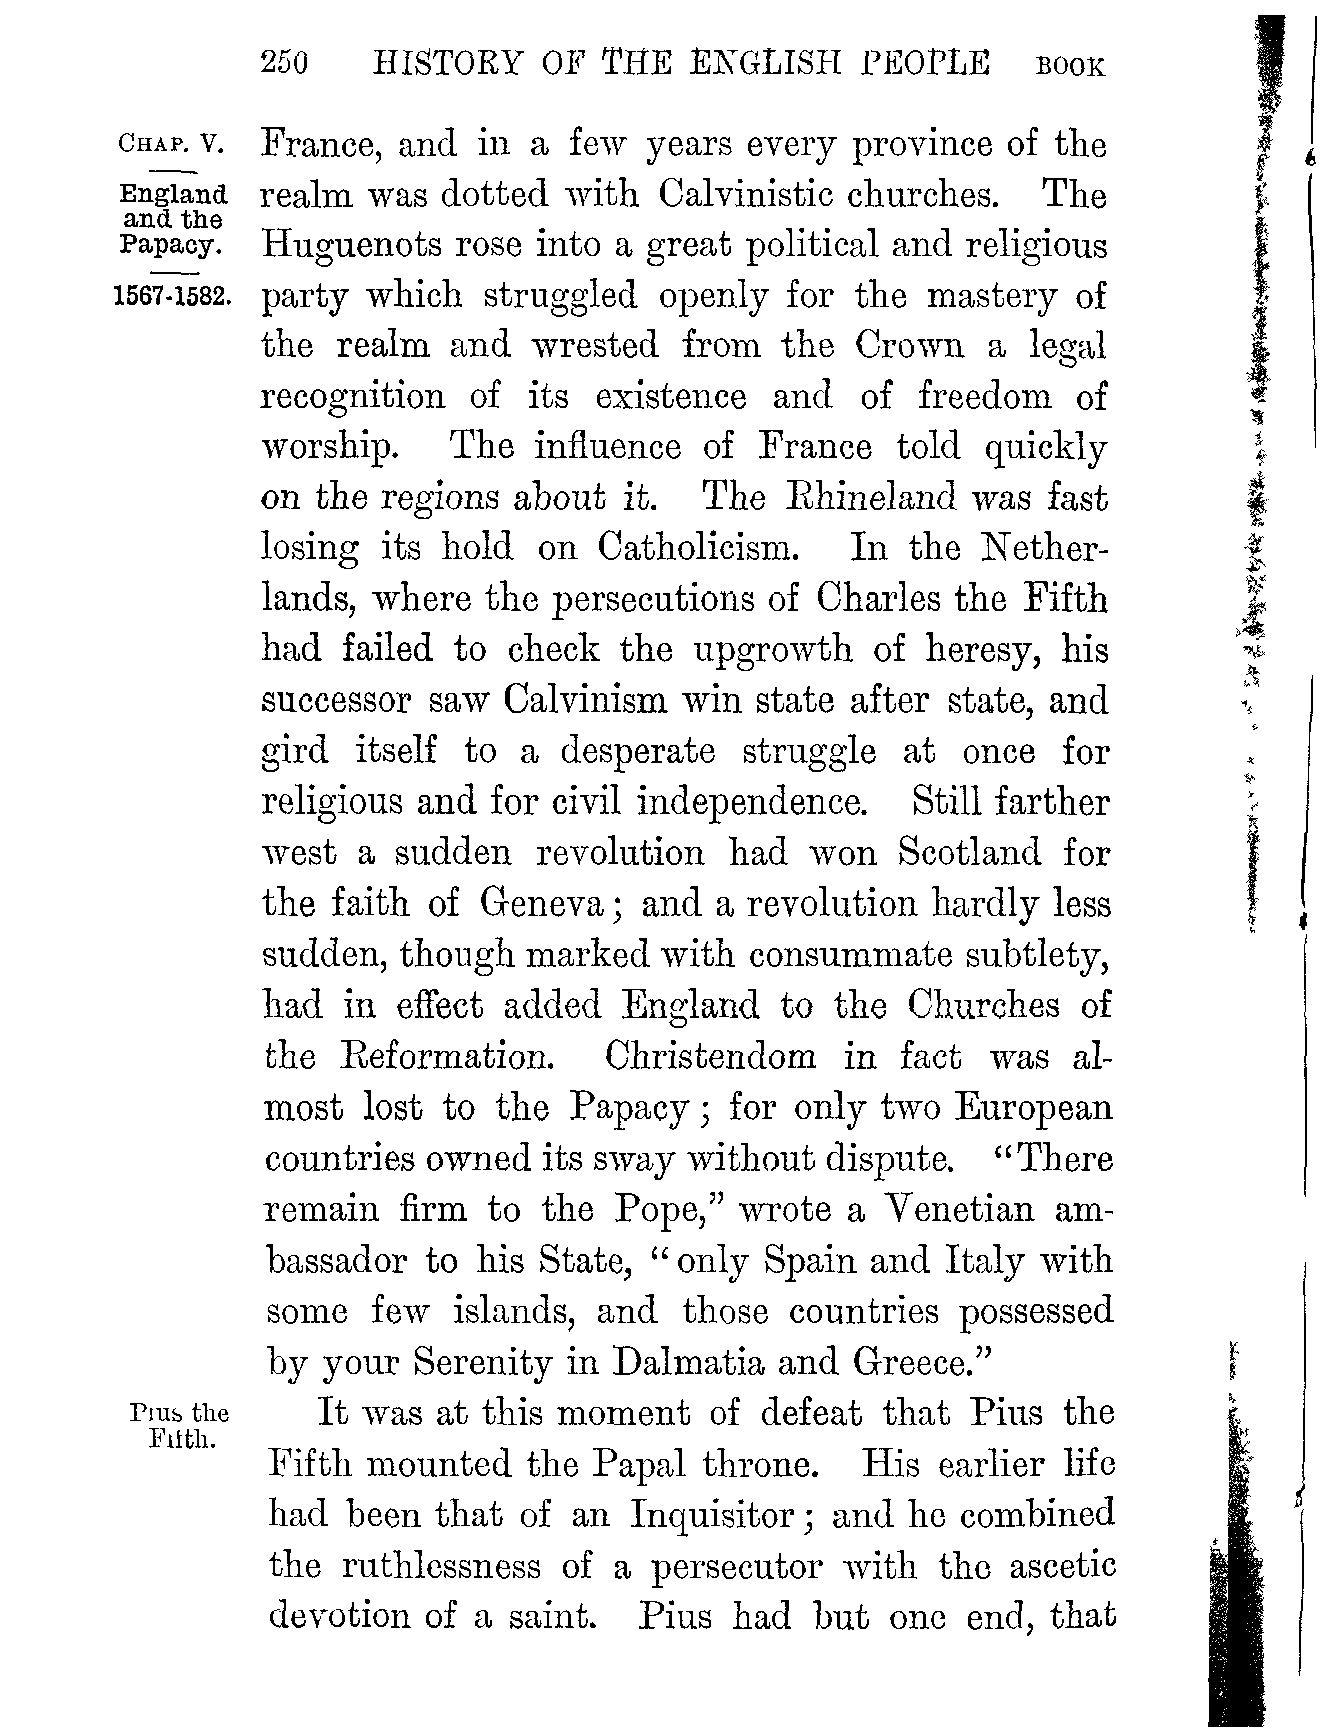 250 HISTORY OF THE ENGLISH PEOPLE BOOK
CHAP. V.
England
and the
Papacy.
1567-1582.
France, and in a few years every province of the
realm was dotted with Calvinistic churches. The
Huguenots rose into a great political and religious
party which struggled openly for the mastery of
the realm and wrested from the Crown a legal
recognition of its existence and of freedom of
worship. The influence of France told quickly
on the regions about it. The Rhineland was fast
losing its hold on Catholicism. In the Nether-
lands, where the persecutions of Charles the Fifth
had failed to check the upgrowth of heresy, his
successor saw Calvinism win state after state, and
gird itself to a desperate struggle at once for
religious and for civil independence. Still farther
west a sudden revolution had won Scotland for
the faith of Geneva; and a revolution hardly less
sudden, though marked with consummate subtlety,
had in effect added England to the Churches of
the Reformation. Christendom in fact was al-
most lost to the Papacy; for only two European
countries owned its sway without dispute. "There
remain firm to the Pope," wrote a Venetian am-
bassador to his State, "only Spain and Italy with
some few islands, and those countries possessed
by your Serenity in Dalmatia and Greece."
Pius the
Fifth.
It was at this moment of defeat that Pius the
Fifth mounted the Papal throne. His earlier life
had been that of an Inquisitor; and he combined
the ruthlessness of a persecutor with the ascetic
devotion of a saint. Pius had but one end, that